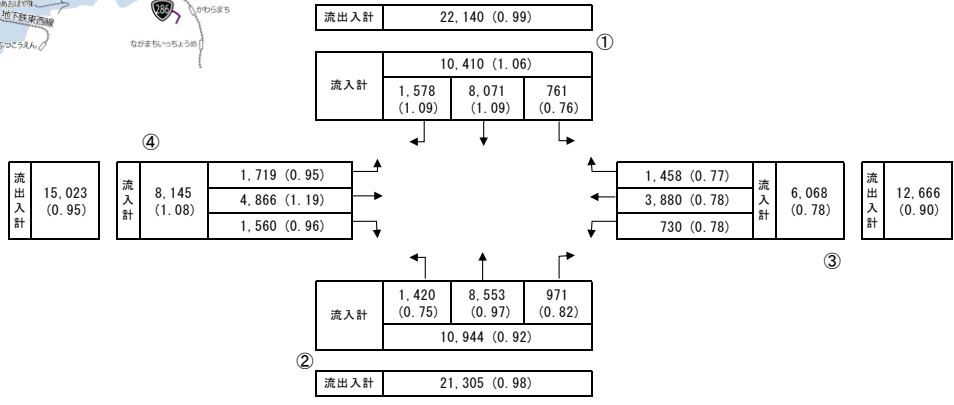 286
かわらまち
地下鉄東西線
ながまちいっちょうめ
流出入計 22,140 (0.99)
①
流入計
10,410 (1.06)
1,578 8,071 761
(1.09) (1.09) (0.76)
④
流出入計 15,023 (0.95)
流入計 8,145 (1.08)
1,719 (0.95)
4,866 (1.19)
1,560 (0.96)
1,458 (0.77)
3,880 (0.78)
730 (0.78)
流入計 6,068 (0.78)
流出入計 12,666 (0.90)
③
流入計
1,420 8,553 971
(0.75) (0.97) (0.82)
10,944 (0.92)
②
流出入計 21,305 (0.98)